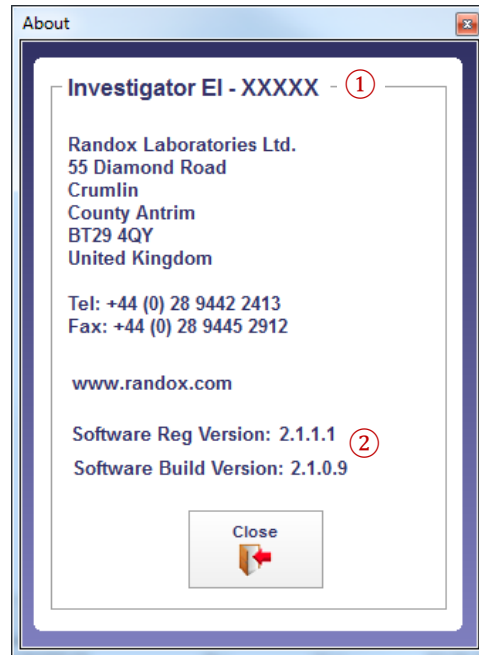 About
Investigator EI - XXXXX - ①
Randox Laboratories Ltd.
55 Diamond Road
Crumlin
County Antrim
BT29 4QY
United Kingdom
Tel: +44 (0) 28 9442 2413
Fax: +44 (0) 28 9445 2912
www.randox.com
Software Reg Version: 2.1.1.1
②
Software Build Version: 2.1.0.9
Close